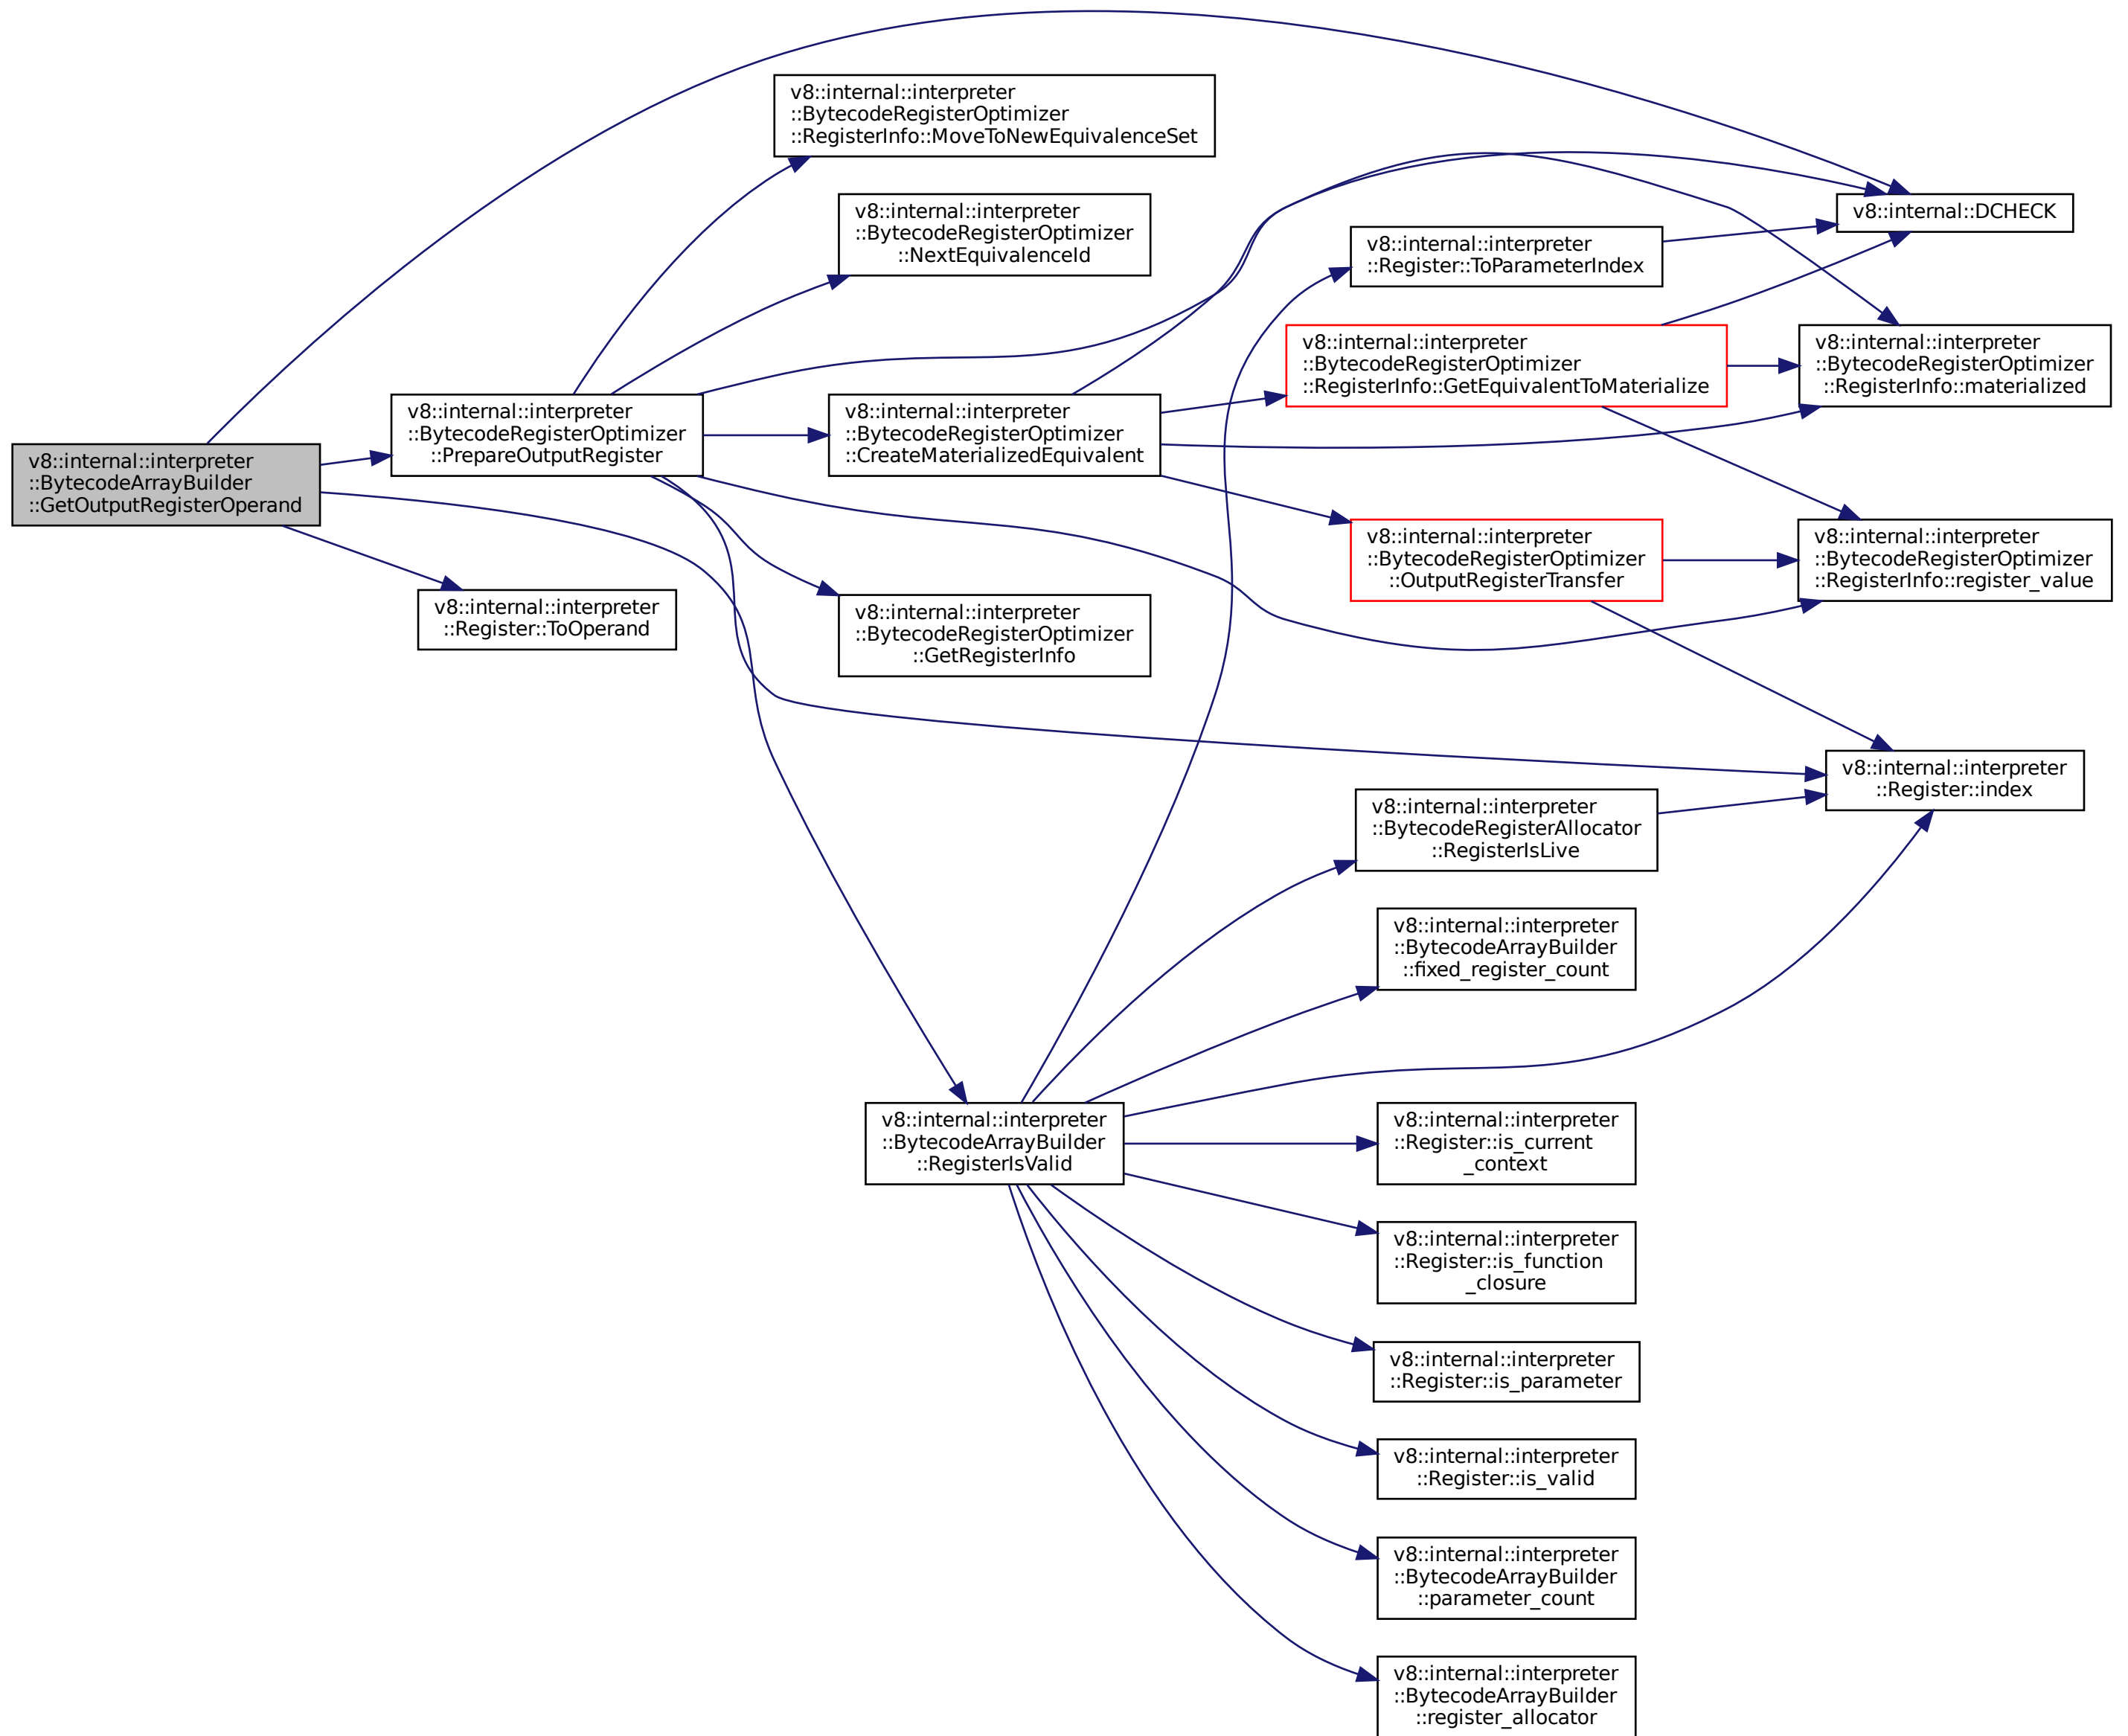 v8::internal::interpreter
::BytecodeArrayBuilder
::GetOutputRegisterOperand
v8::internal::interpreter
::BytecodeRegisterOptimizer
::PrepareOutputRegister
v8::internal::interpreter
::Register::ToOperand
v8::internal::interpreter
::BytecodeRegisterOptimizer
::RegisterInfo::MoveToNewEquivalenceSet
v8::internal::interpreter
::BytecodeRegisterOptimizer
::NextEquivalenceId
v8::internal::interpreter
::BytecodeRegisterOptimizer
::CreateMaterializedEquivalent
v8::internal::interpreter
::BytecodeRegisterOptimizer
::GetRegisterInfo
v8::internal::interpreter
::BytecodeArrayBuilder
::RegisterIsValid
v8::internal::interpreter
::Register::ToParameterIndex
v8::internal::interpreter
::BytecodeRegisterOptimizer
::RegisterInfo::GetEquivalentToMaterialize
v8::internal::interpreter
::BytecodeRegisterOptimizer
::OutputRegisterTransfer
v8::internal::interpreter
::BytecodeRegisterAllocator
::RegisterIsLive
v8::internal::interpreter
::BytecodeArrayBuilder
::fixed_register_count
v8::internal::interpreter
::Register::is_current
_context
v8::internal::interpreter
::Register::is_function
_closure
v8::internal::interpreter
::Register::is_parameter
v8::internal::interpreter
::Register::is_valid
v8::internal::interpreter
::BytecodeArrayBuilder
::parameter_count
v8::internal::interpreter
::BytecodeArrayBuilder
::register_allocator
v8::internal::DCHECK
v8::internal::interpreter
::BytecodeRegisterOptimizer
::RegisterInfo::materialized
v8::internal::interpreter
::BytecodeRegisterOptimizer
::RegisterInfo::register_value
v8::internal::interpreter
::Register::index